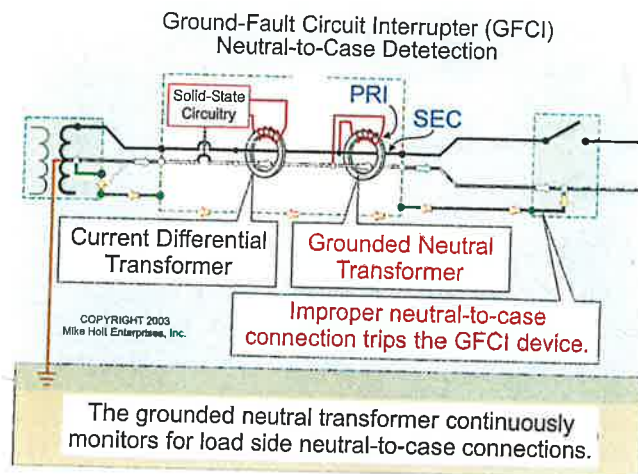 Ground-Fault Circuit Interrupter (GFCI)
Neutral-to-Case Detetection
Solid-State
Circuitry
PRI
SEC
Current Differential
Transformer
Grounded Neutral
Transformer
Improper neutral-to-case
connection trips the GFCI device.
COPYRIGHT 2003
Mike Holt Enterprises, Inc.
The grounded neutral transformer continuously
monitors for load side neutral-to-case connections.